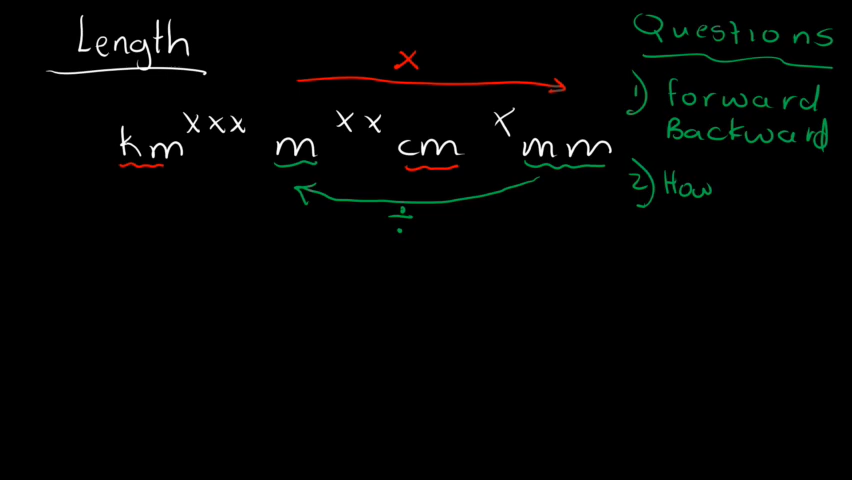 Length
Questions
x
1) Forward
Backward
km xxx m xx cm x mm
2) How
÷